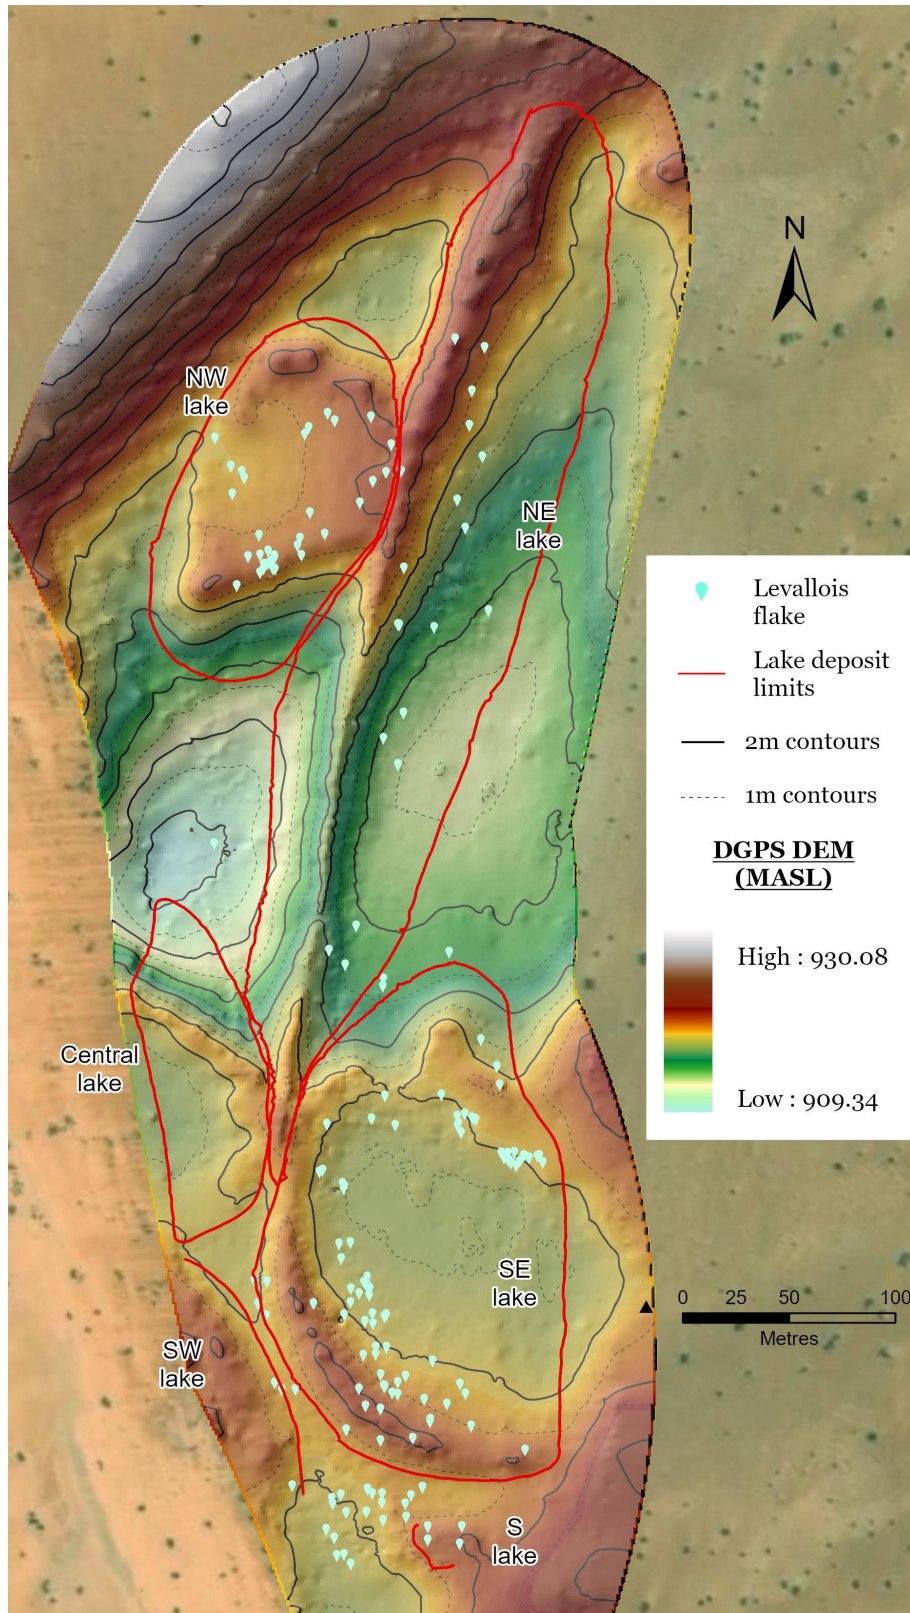 N
NW
lake
NE
lake
Levallois
flake
Lake deposit
limits
2m contours
1m contours
DGPS DEM
(MASL)
High : 930.08
Low : 909.34
Central
lake
SE
lake
0 25 50 100
Metres
SW
lake
S
lake